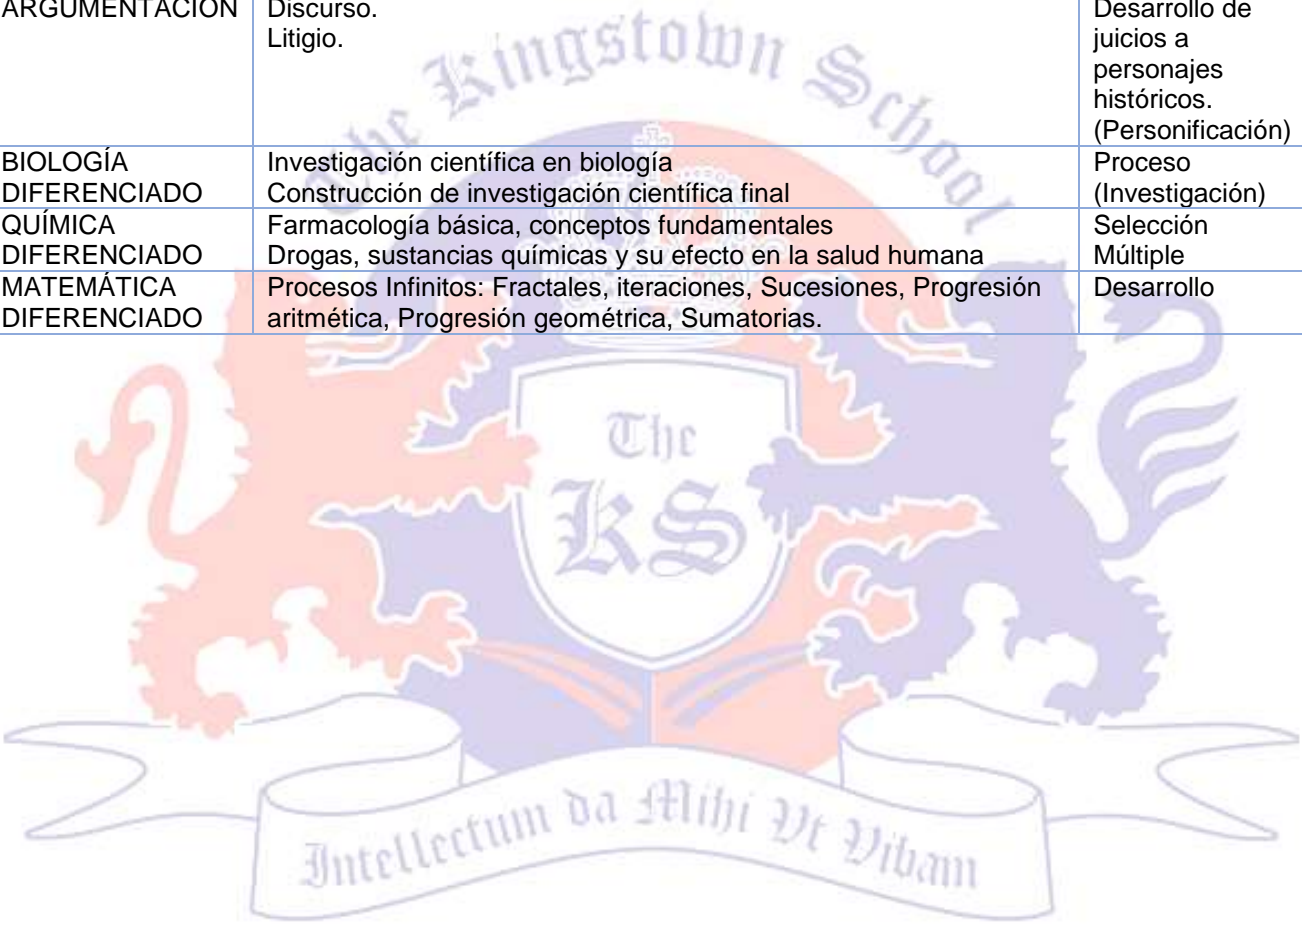 ARGUMENTACIÓN Discurso. Desarrollo de
Litigio. juicios a
personajes
históricos.
(Personificación)
BIOLOGÍA Investigación científica en biología Proceso
DIFERENCIADO Construcción de investigación científica final (Investigación)
QUÍMICA Farmacología básica, conceptos fundamentales Selección
DIFERENCIADO Drogas, sustancias químicas y su efecto en la salud humana Múltiple
MATEMÁTICA Procesos Infinitos: Fractales, iteraciones, Sucesiones, Progresión Desarrollo
DIFERENCIADO aritmética, Progresión geométrica, Sumatorias.
The Kingstown School
The
KS
Intellectum da Mihi Vt Vibam